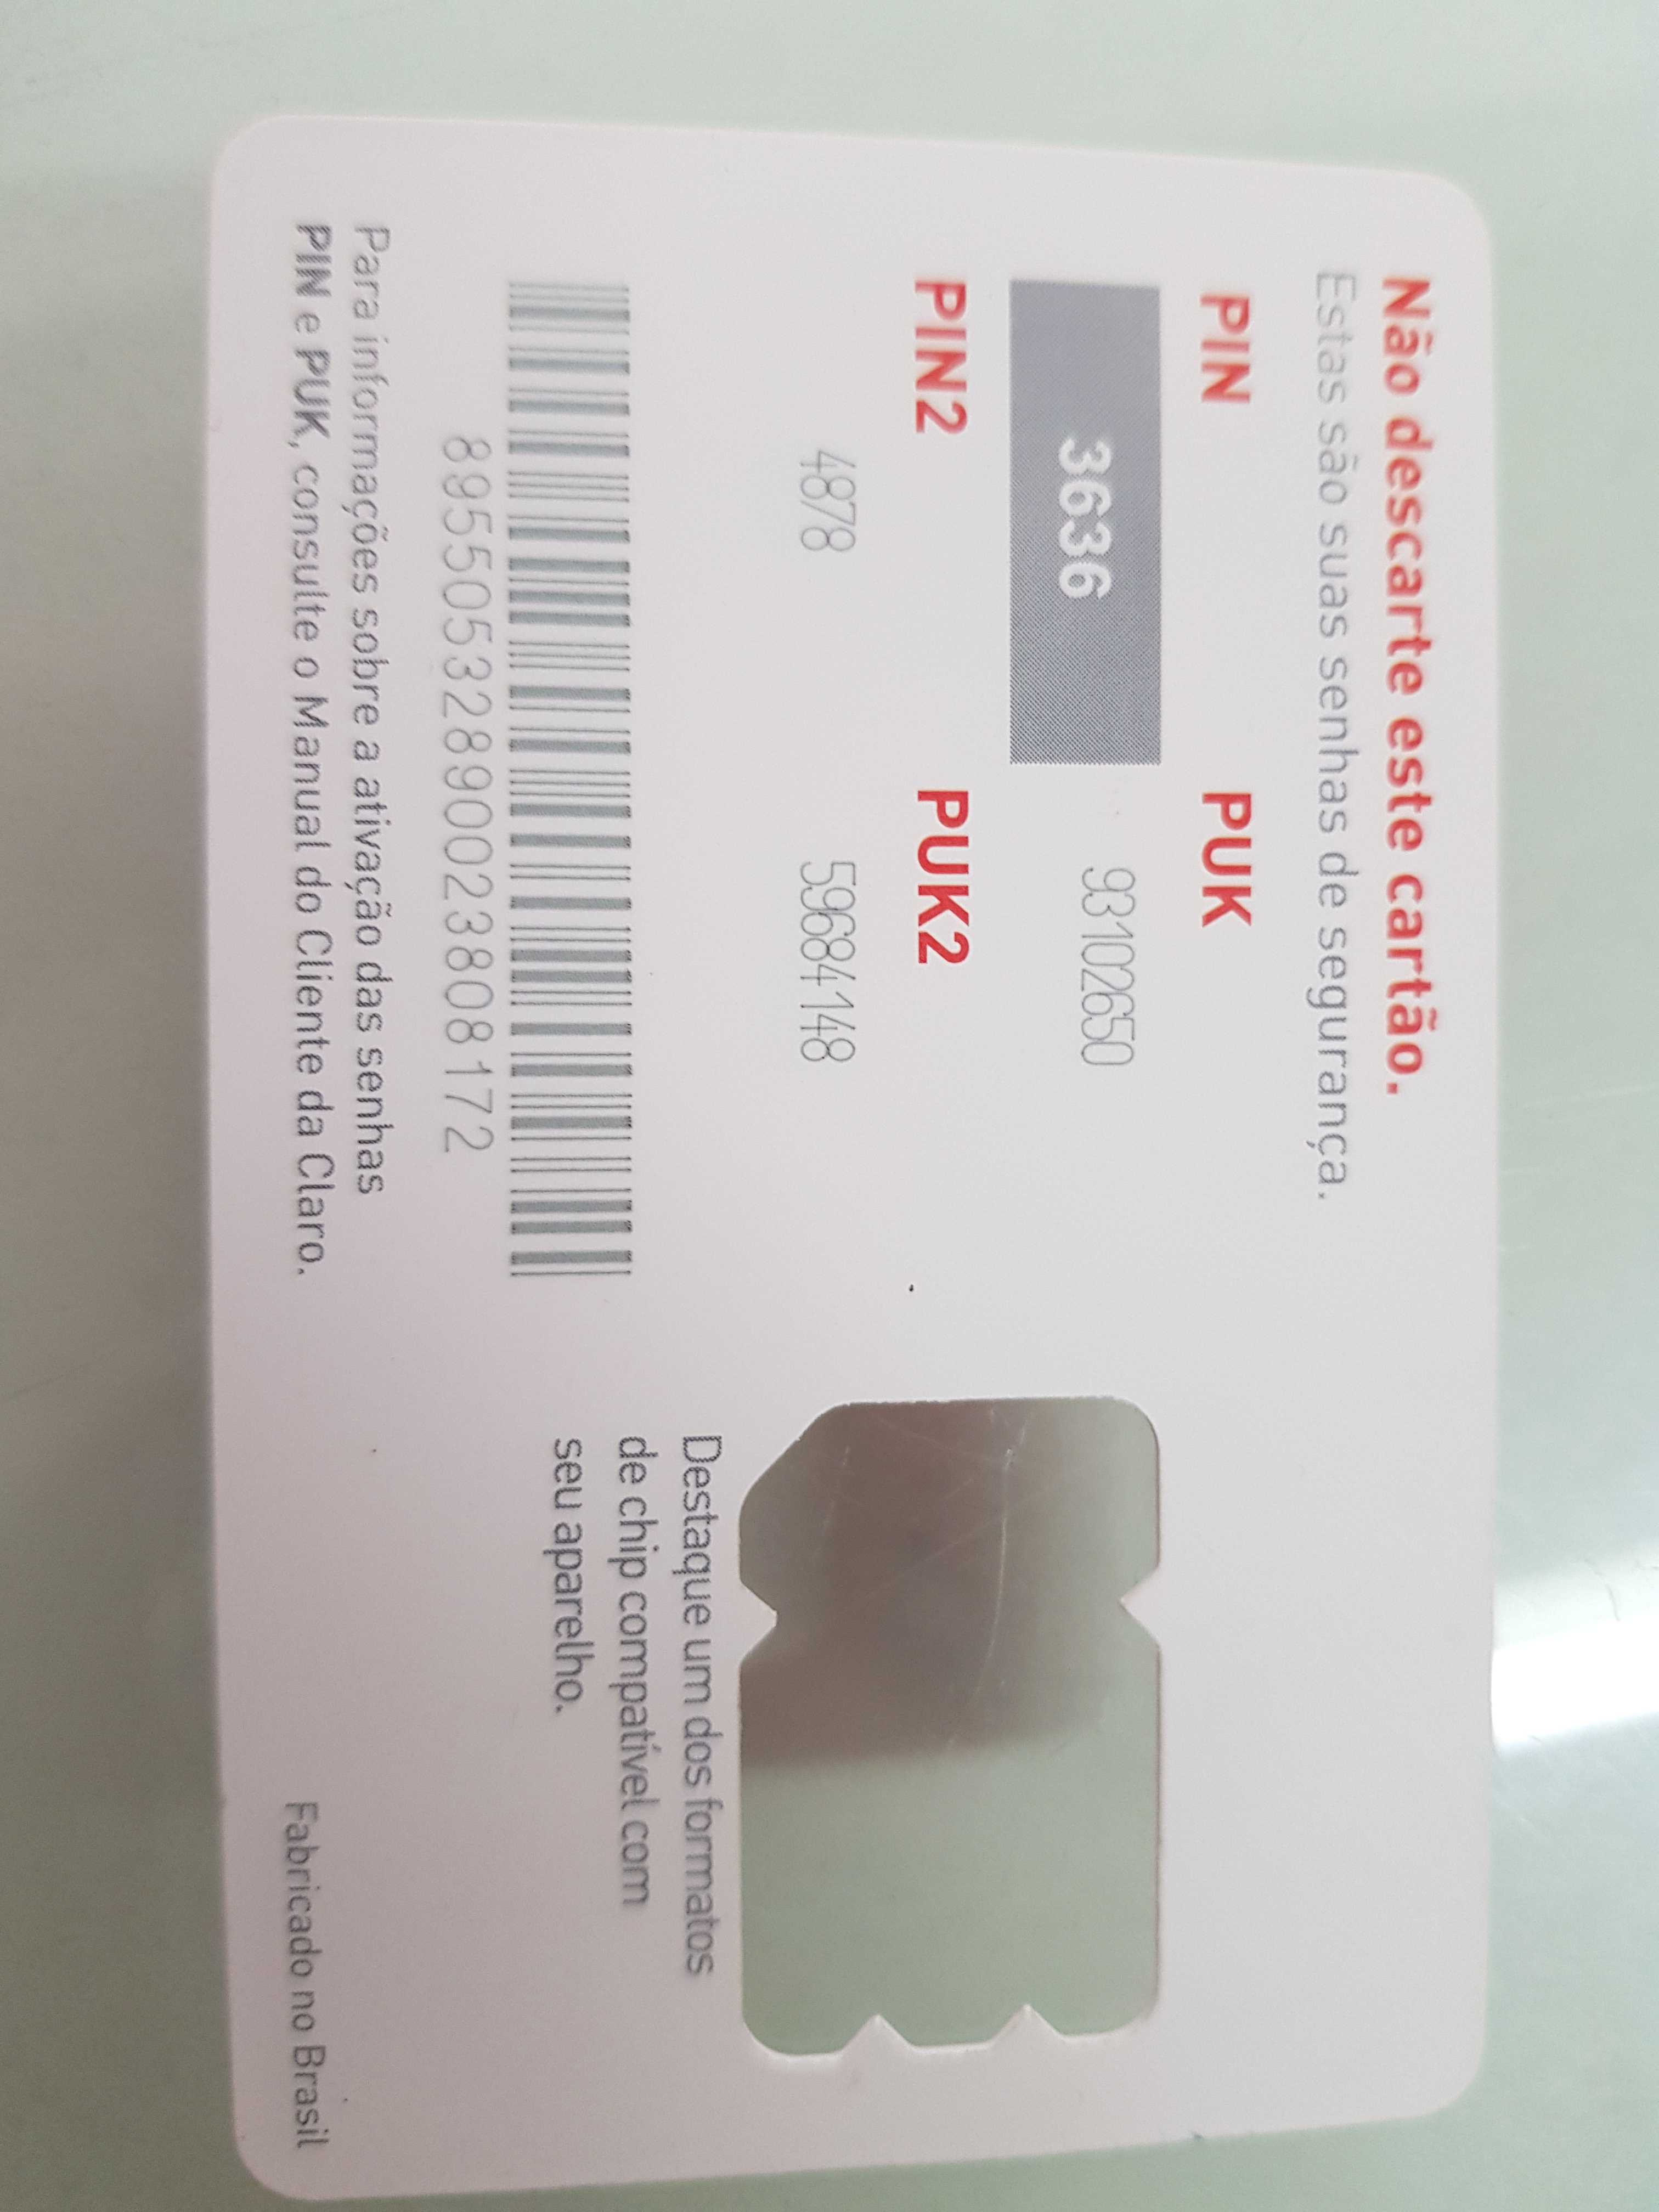 Não descarte este cartão.
Estas são suas senhas de segurança.
PIN PUK
3636 93102650
PIN2 PUK2
4878 59684148
89550532890023808172
Para informações sobre a ativação das senhas
PIN e PUK, consulte o Manual do Cliente da Claro.
Destaque um dos formatos
de chip compatível com
seu aparelho.
Fabricado no Brasil